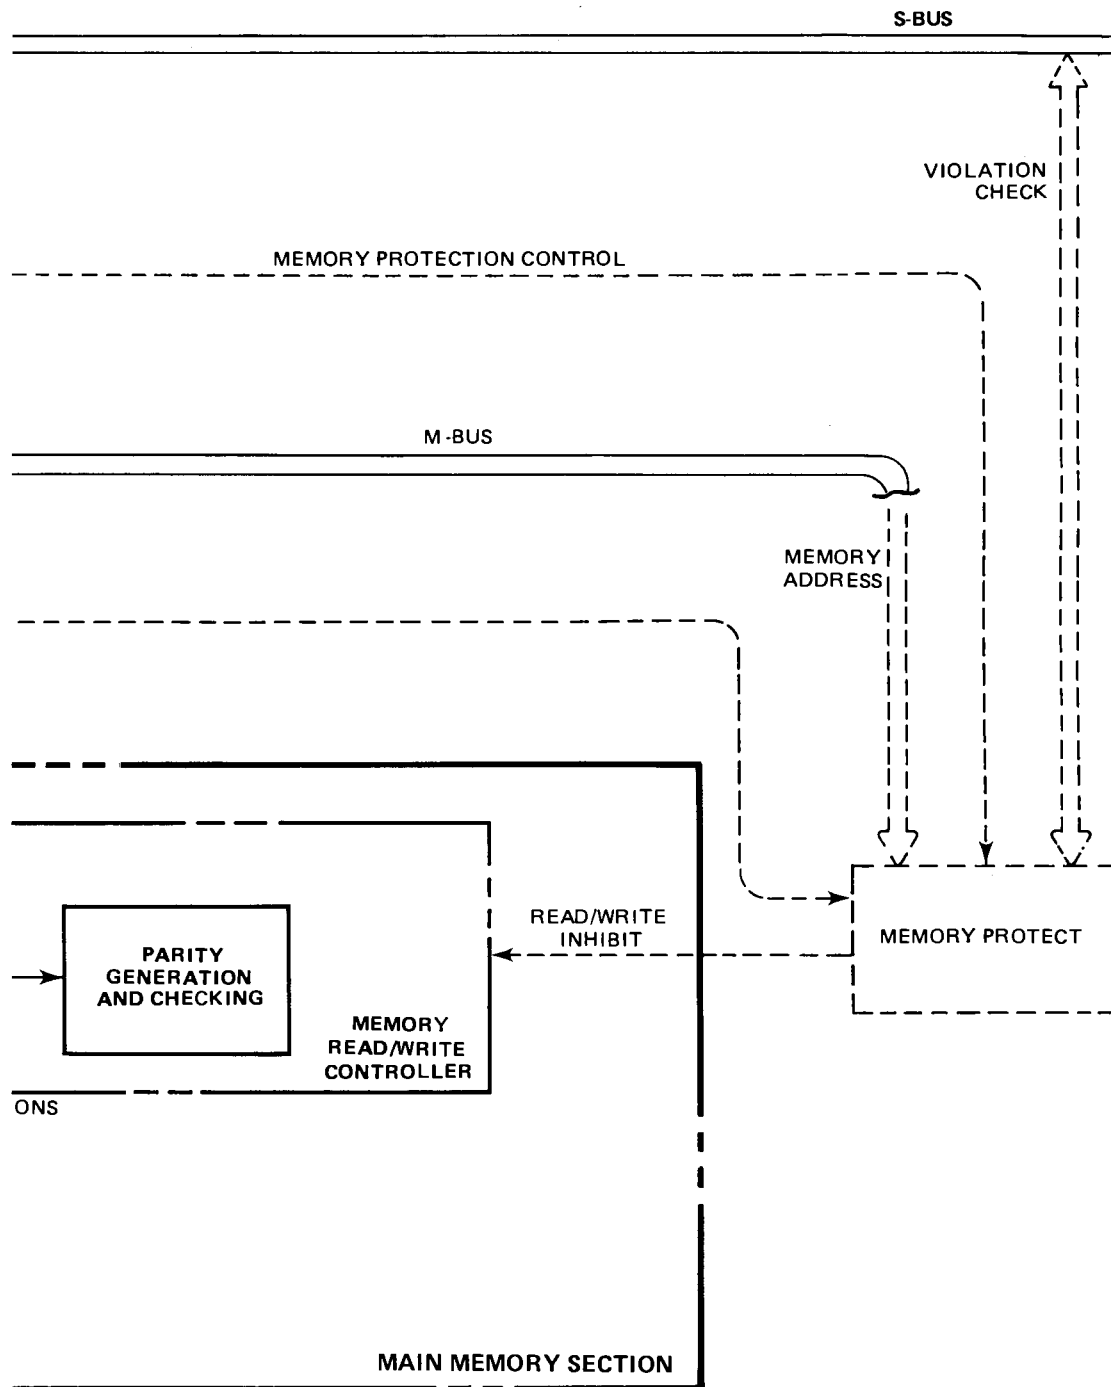 S-BUS
VIOLATION
CHECK
MEMORY PROTECTION CONTROL
M-BUS
MEMORY
ADDRESS
READ/WRITE
INHIBIT
MEMORY PROTECT
PARITY
GENERATION
AND CHECKING
MEMORY
READ/WRITE
CONTROLLER
ONS
MAIN MEMORY SECTION